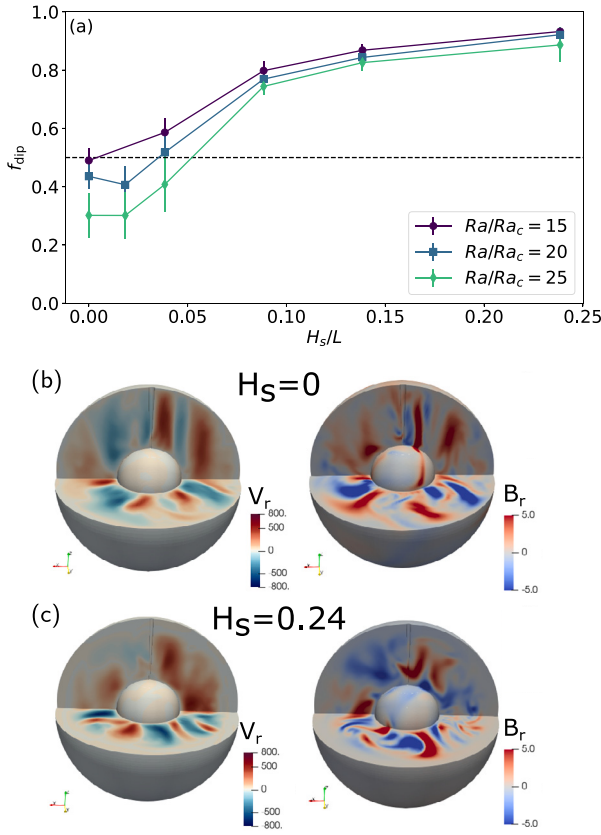 (a)
1.0
0.8
0.6
0.4
0.2
0.0
f_dip
Ra/Ra_c = 15
Ra/Ra_c = 20
Ra/Ra_c = 25
0.00 0.05 0.10 0.15 0.20 0.25
H_s/L
(b) H_S=0
V_r
800.
500
0
-500
-800.
B_r
5.0
0
-5.0
(c) H_S=0.24
V_r
800.
500
0
-500
-800.
B_r
5.0
0
-5.0